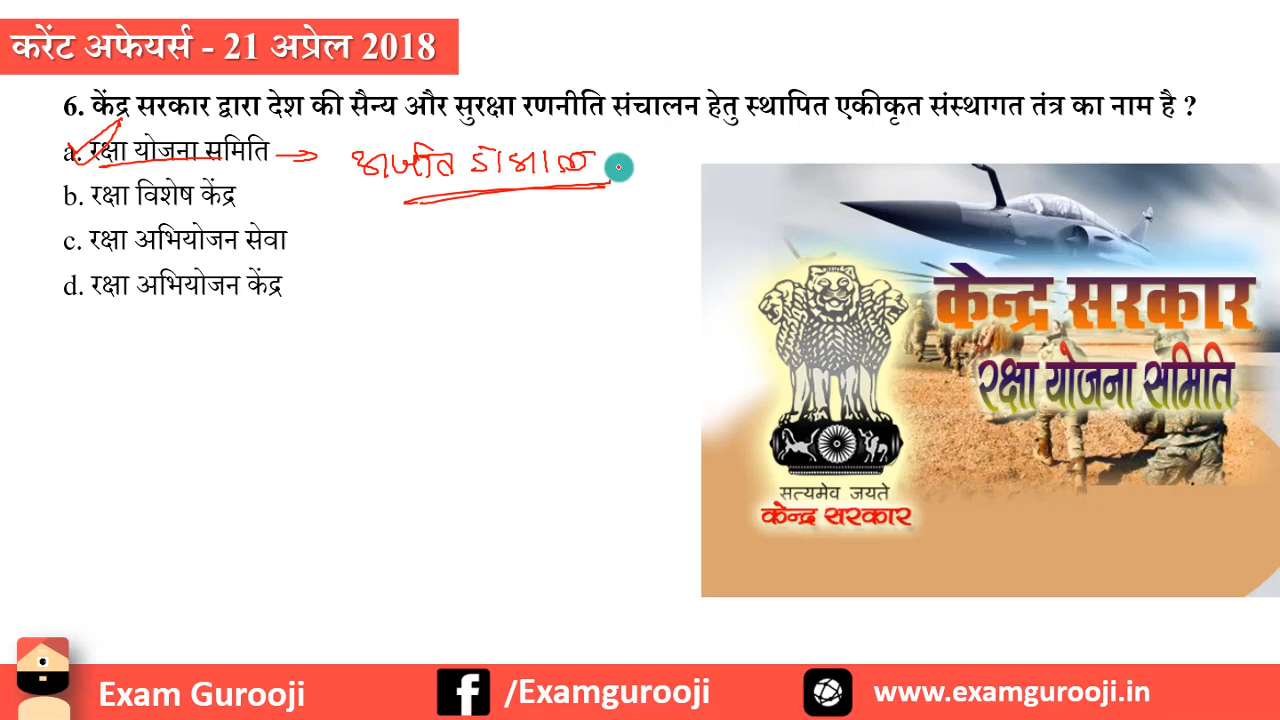 करेंट अफेयर्स - 21 अप्रेल 2018
6. केंद्र सरकार द्वारा देश की सैन्य और सुरक्षा रणनीति संचालन हेतु स्थापित एकीकृत संस्थागत तंत्र का नाम है ?
a. रक्षा योजना समिति → अजीत डोभाल
b. रक्षा विशेष केंद्र
c. रक्षा अभियोजन सेवा
d. रक्षा अभियोजन केंद्र
केन्द्र सरकार
रक्षा योजना समिति
सत्यमेव जयते
केन्द्र सरकार
Exam Gurooji
/Examgurooji
www.examgurooji.in